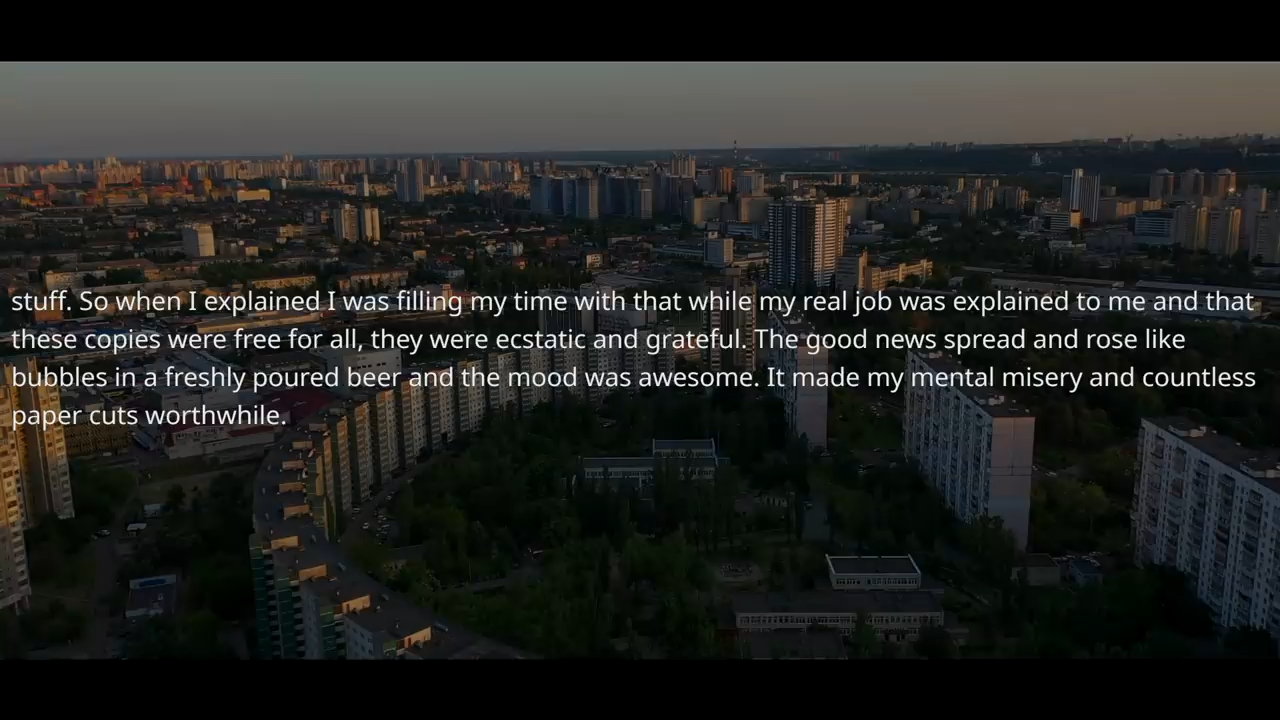 stuff. So when I explained I was filling my time with that while my real job was explained to me and that
these copies were free for all, they were ecstatic and grateful. The good news spread and rose like
bubbles in a freshly poured beer and the mood was awesome. It made my mental misery and countless
paper cuts worthwhile.